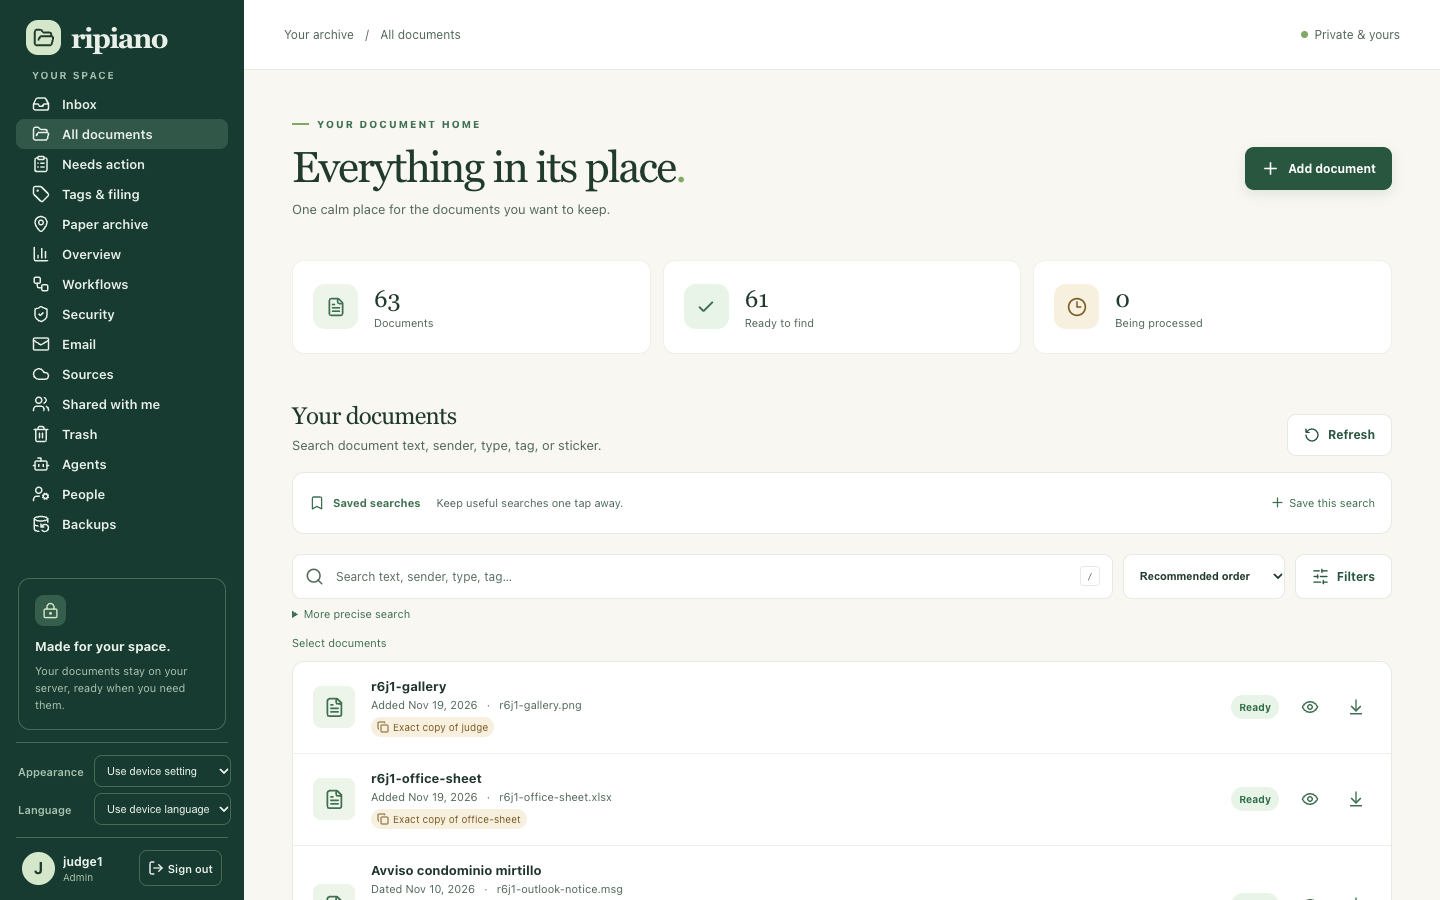 ripiano
YOUR SPACE
Inbox
All documents
Needs action
Tags & filing
Paper archive
Overview
Workflows
Security
Email
Sources
Shared with me
Trash
Agents
People
Backups
Made for your space.
Your documents stay on your
server, ready when you need
them.
Appearance Use device setting
Language Use device language
J
judge1
Admin
Sign out
Your archive / All documents
Private & yours
YOUR DOCUMENT HOME
Everything in its place.
One calm place for the documents you want to keep.
Add document
63
Documents
61
Ready to find
0
Being processed
Your documents
Search document text, sender, type, tag, or sticker.
Refresh
Saved searches Keep useful searches one tap away.
Save this search
Search text, sender, type, tag... /
Recommended order
Filters
More precise search
Select documents
r6j1-gallery
Added Nov 19, 2026 · r6j1-gallery.png
Exact copy of judge
Ready
r6j1-office-sheet
Added Nov 19, 2026 · r6j1-office-sheet.xlsx
Exact copy of office-sheet
Ready
Avviso condominio mirtillo
Dated Nov 10, 2026 · r6j1-outlook-notice.msg